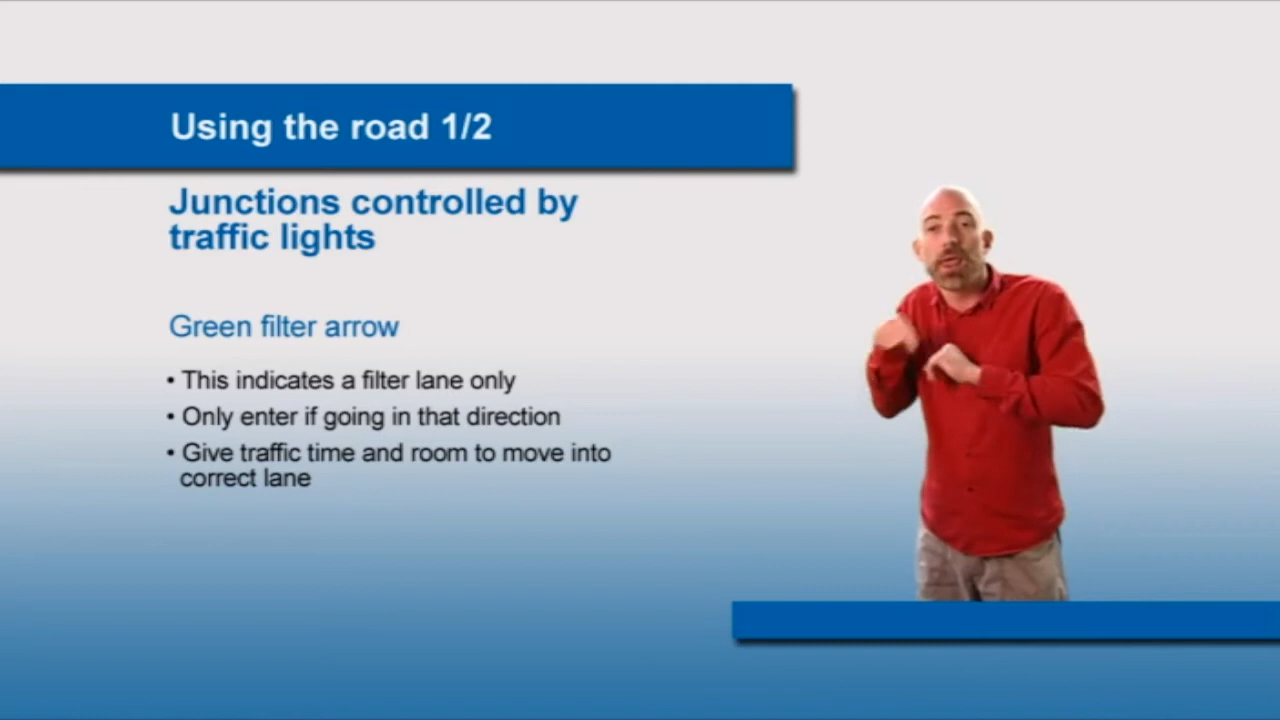 Using the road 1/2
Junctions controlled by
traffic lights
Green filter arrow
• This indicates a filter lane only
• Only enter if going in that direction
• Give traffic time and room to move into
correct lane